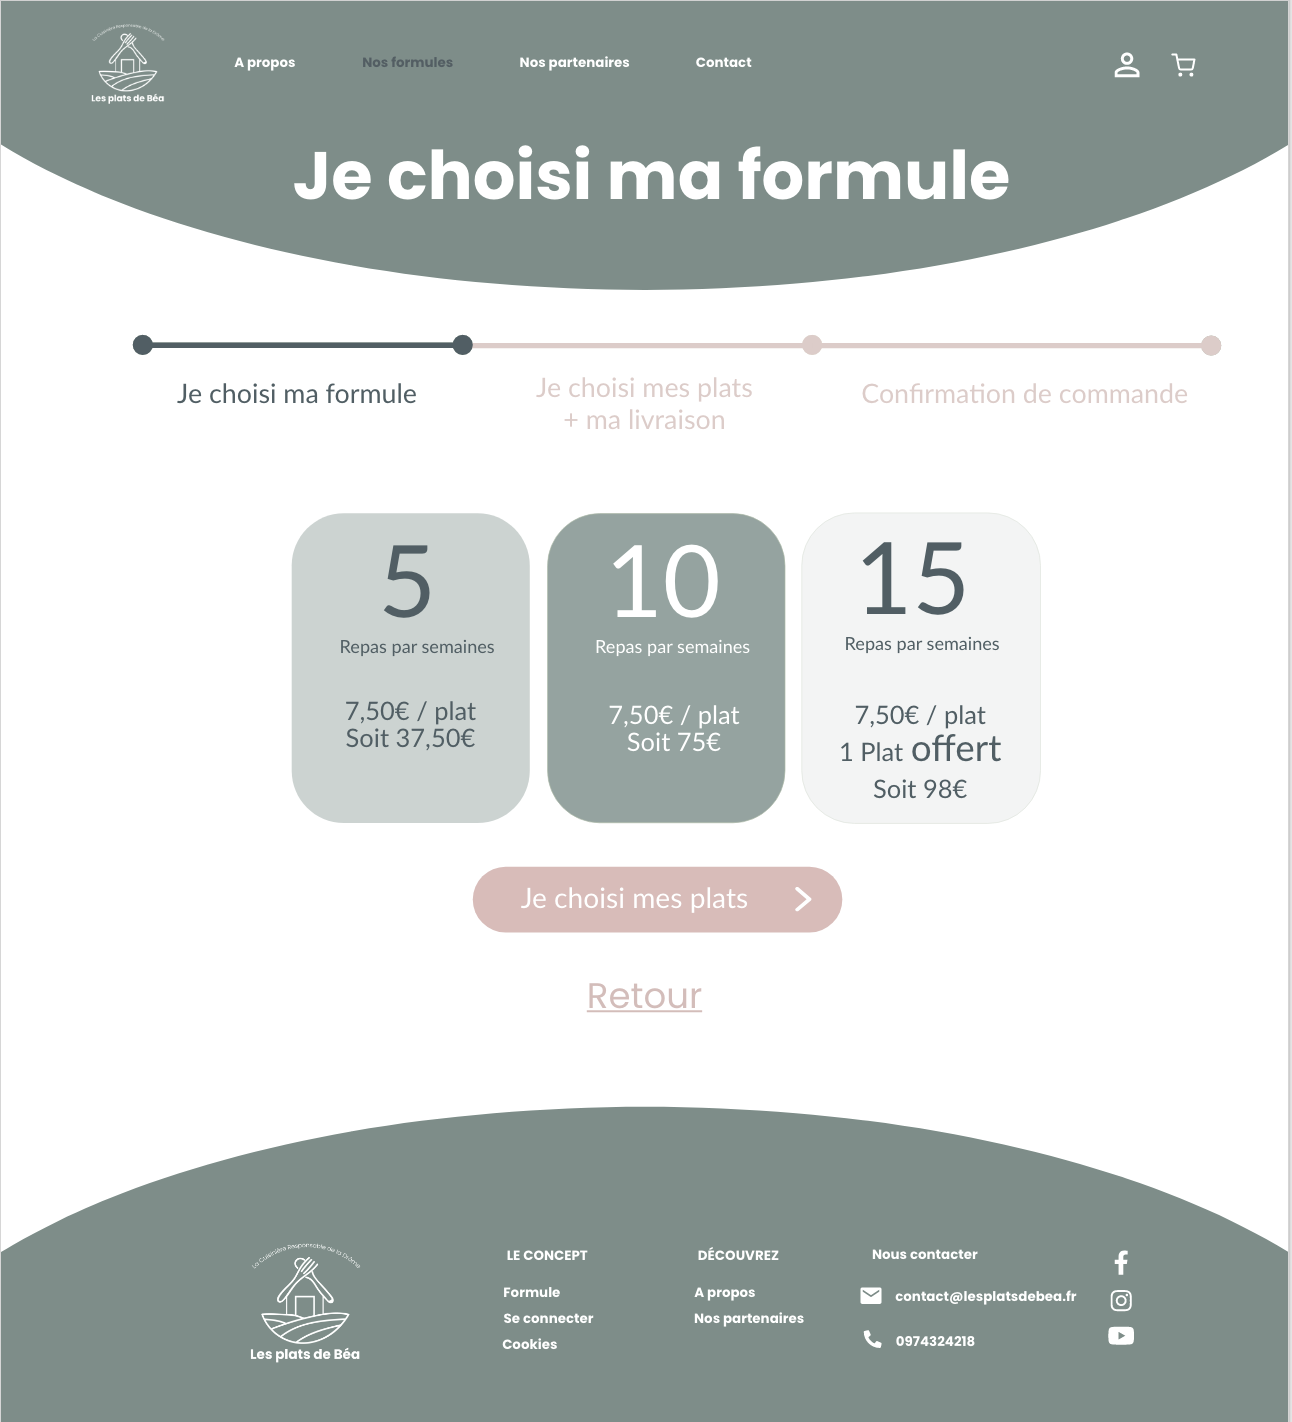 La Cuisinière Responsable de la Drôme
Les plats de Béa
A propos
Nos formules
Nos partenaires
Contact
Je choisi ma formule
Je choisi ma formule
Je choisi mes plats
+ ma livraison
Confirmation de commande
5
Repas par semaines
7,50€ / plat
Soit 37,50€
10
Repas par semaines
7,50€ / plat
Soit 75€
15
Repas par semaines
7,50€ / plat
1 Plat offert
Soit 98€
Je choisi mes plats
Retour
La Cuisinière Responsable de la Drôme
Les plats de Béa
LE CONCEPT
Formule
Se connecter
Cookies
DÉCOUVREZ
A propos
Nos partenaires
Nous contacter
contact@lesplatsdebea.fr
0974324218